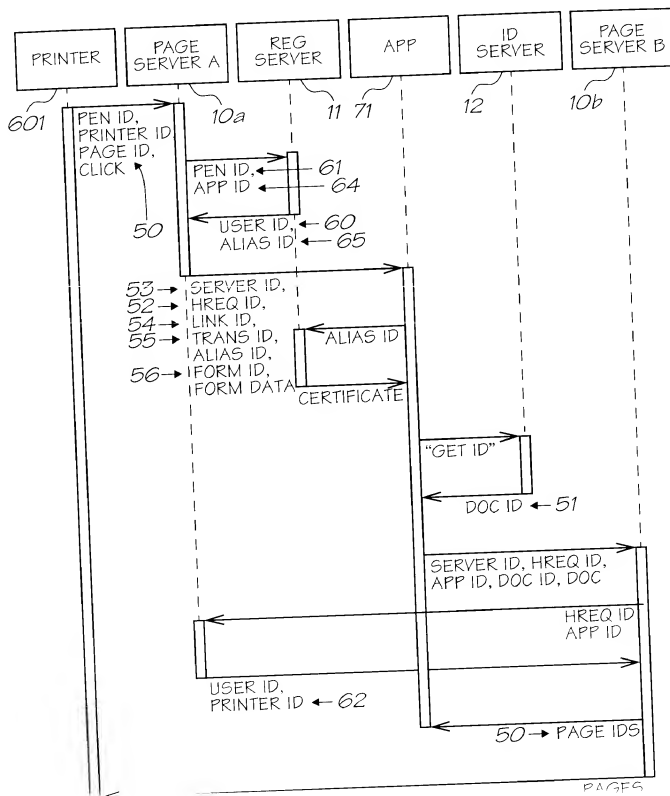 PRINTER
PAGE
SERVER A
REG
SERVER
APP
ID
SERVER
PAGE
SERVER B
601
10a
11
71
12
10b
PEN ID,
PRINTER ID
PAGE ID,
CLICK
50
PEN ID,
61
APP ID
64
USER ID,
60
ALIAS ID
65
53
SERVER ID,
52
HREQ ID,
54
LINK ID,
55
TRANS ID,
ALIAS ID,
56
FORM ID,
FORM DATA
ALIAS ID
CERTIFICATE
"GET ID"
DOC ID
51
SERVER ID, HREQ ID,
APP ID, DOC ID, DOC
HREQ ID
APP ID
USER ID,
PRINTER ID
62
50
PAGE IDS
PAGES